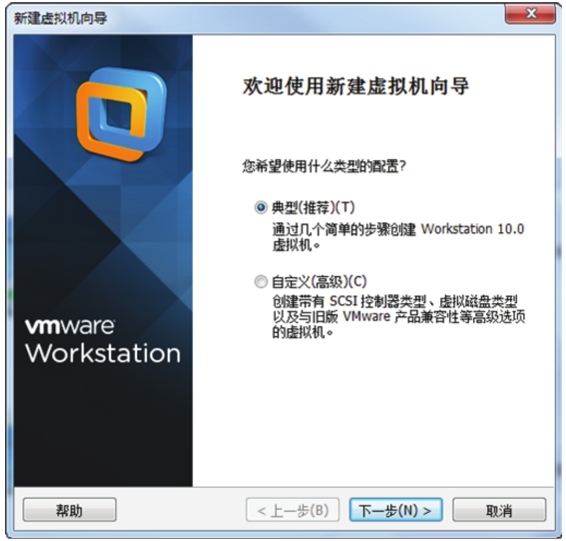 新建虚拟机向导
欢迎使用新建虚拟机向导
您希望使用什么类型的配置?
典型(推荐)(T)
通过几个简单的步骤创建 Workstation 10.0
虚拟机。
自定义(高级)(C)
创建带有 SCSI 控制器类型、虚拟磁盘类型
以及与旧版 VMware 产品兼容性等高级选项
的虚拟机。
vmware
Workstation
帮助
< 上一步(B)
下一步(N) >
取消